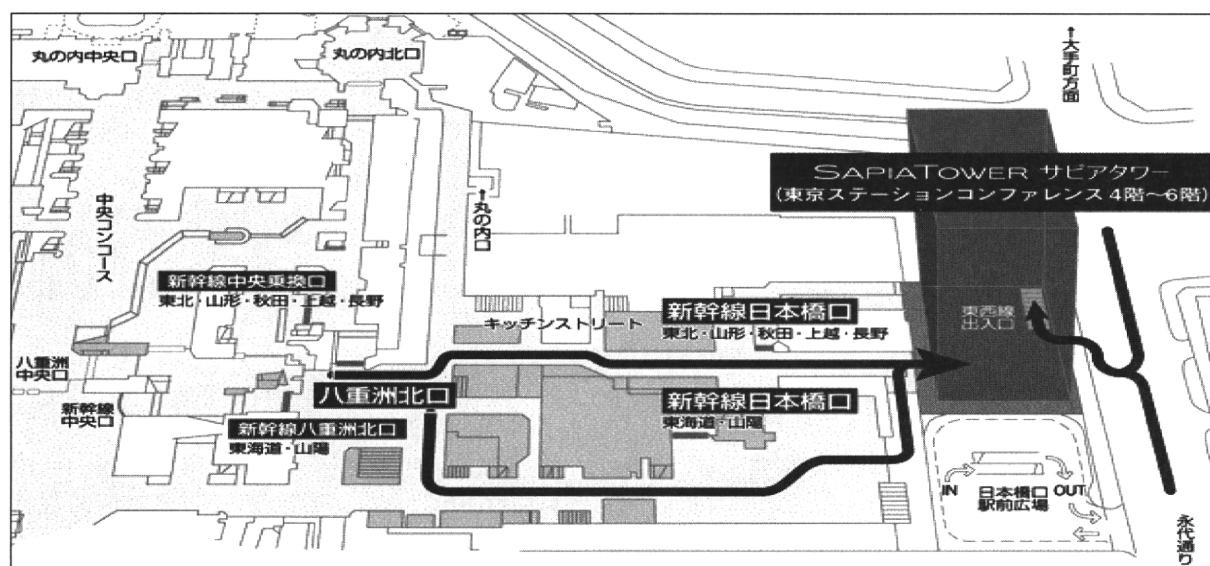 丸の内中央口
丸の内北口
↑大手町方面
SAPIATOWER サピアタワー
(東京ステーションコンファレンス 4階~6階)
中央コンコース
↑丸の内口
新幹線中央乗換口
東北・山形・秋田・上越・長野
キッチンストリート
新幹線日本橋口
東北・山形・秋田・上越・長野
東西線
出入口
八重洲
中央口
八重洲北口
新幹線
中央口
新幹線八重洲北口
東海道・山陽
新幹線日本橋口
東海道・山陽
IN
日本橋口
駅前広場
OUT
永代通り